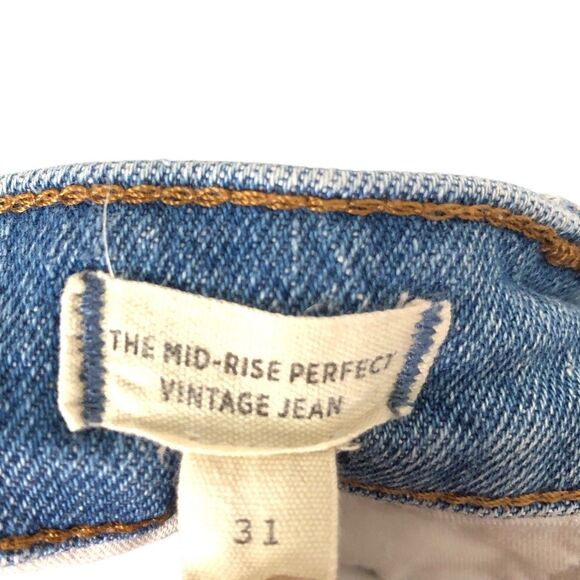 THE MID-RISE PERFECT
VINTAGE JEAN
31